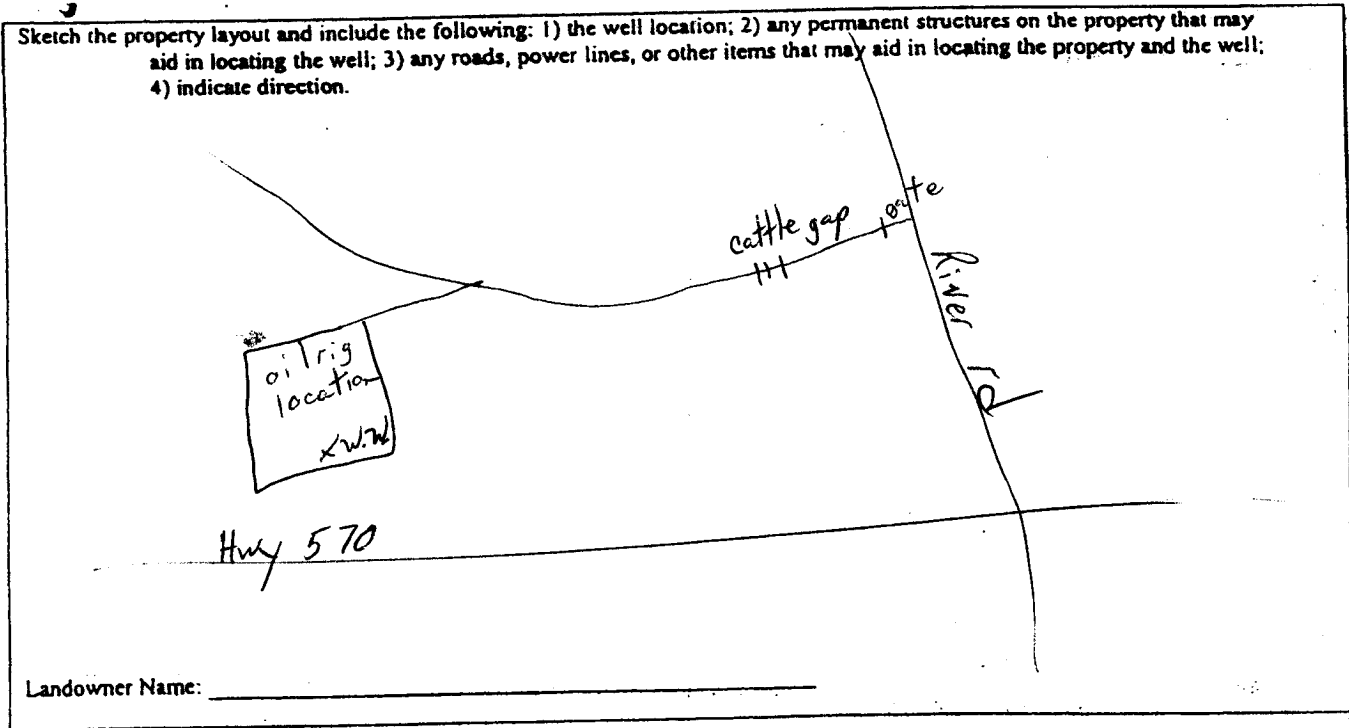 Sketch the property layout and include the following: 1) the well location; 2) any permanent structures on the property that may
aid in locating the well; 3) any roads, power lines, or other items that may aid in locating the property and the well;
4) indicate direction.
gate
cattle gap
River rd
oil rig
location
x W.W
Hwy 570
Landowner Name: